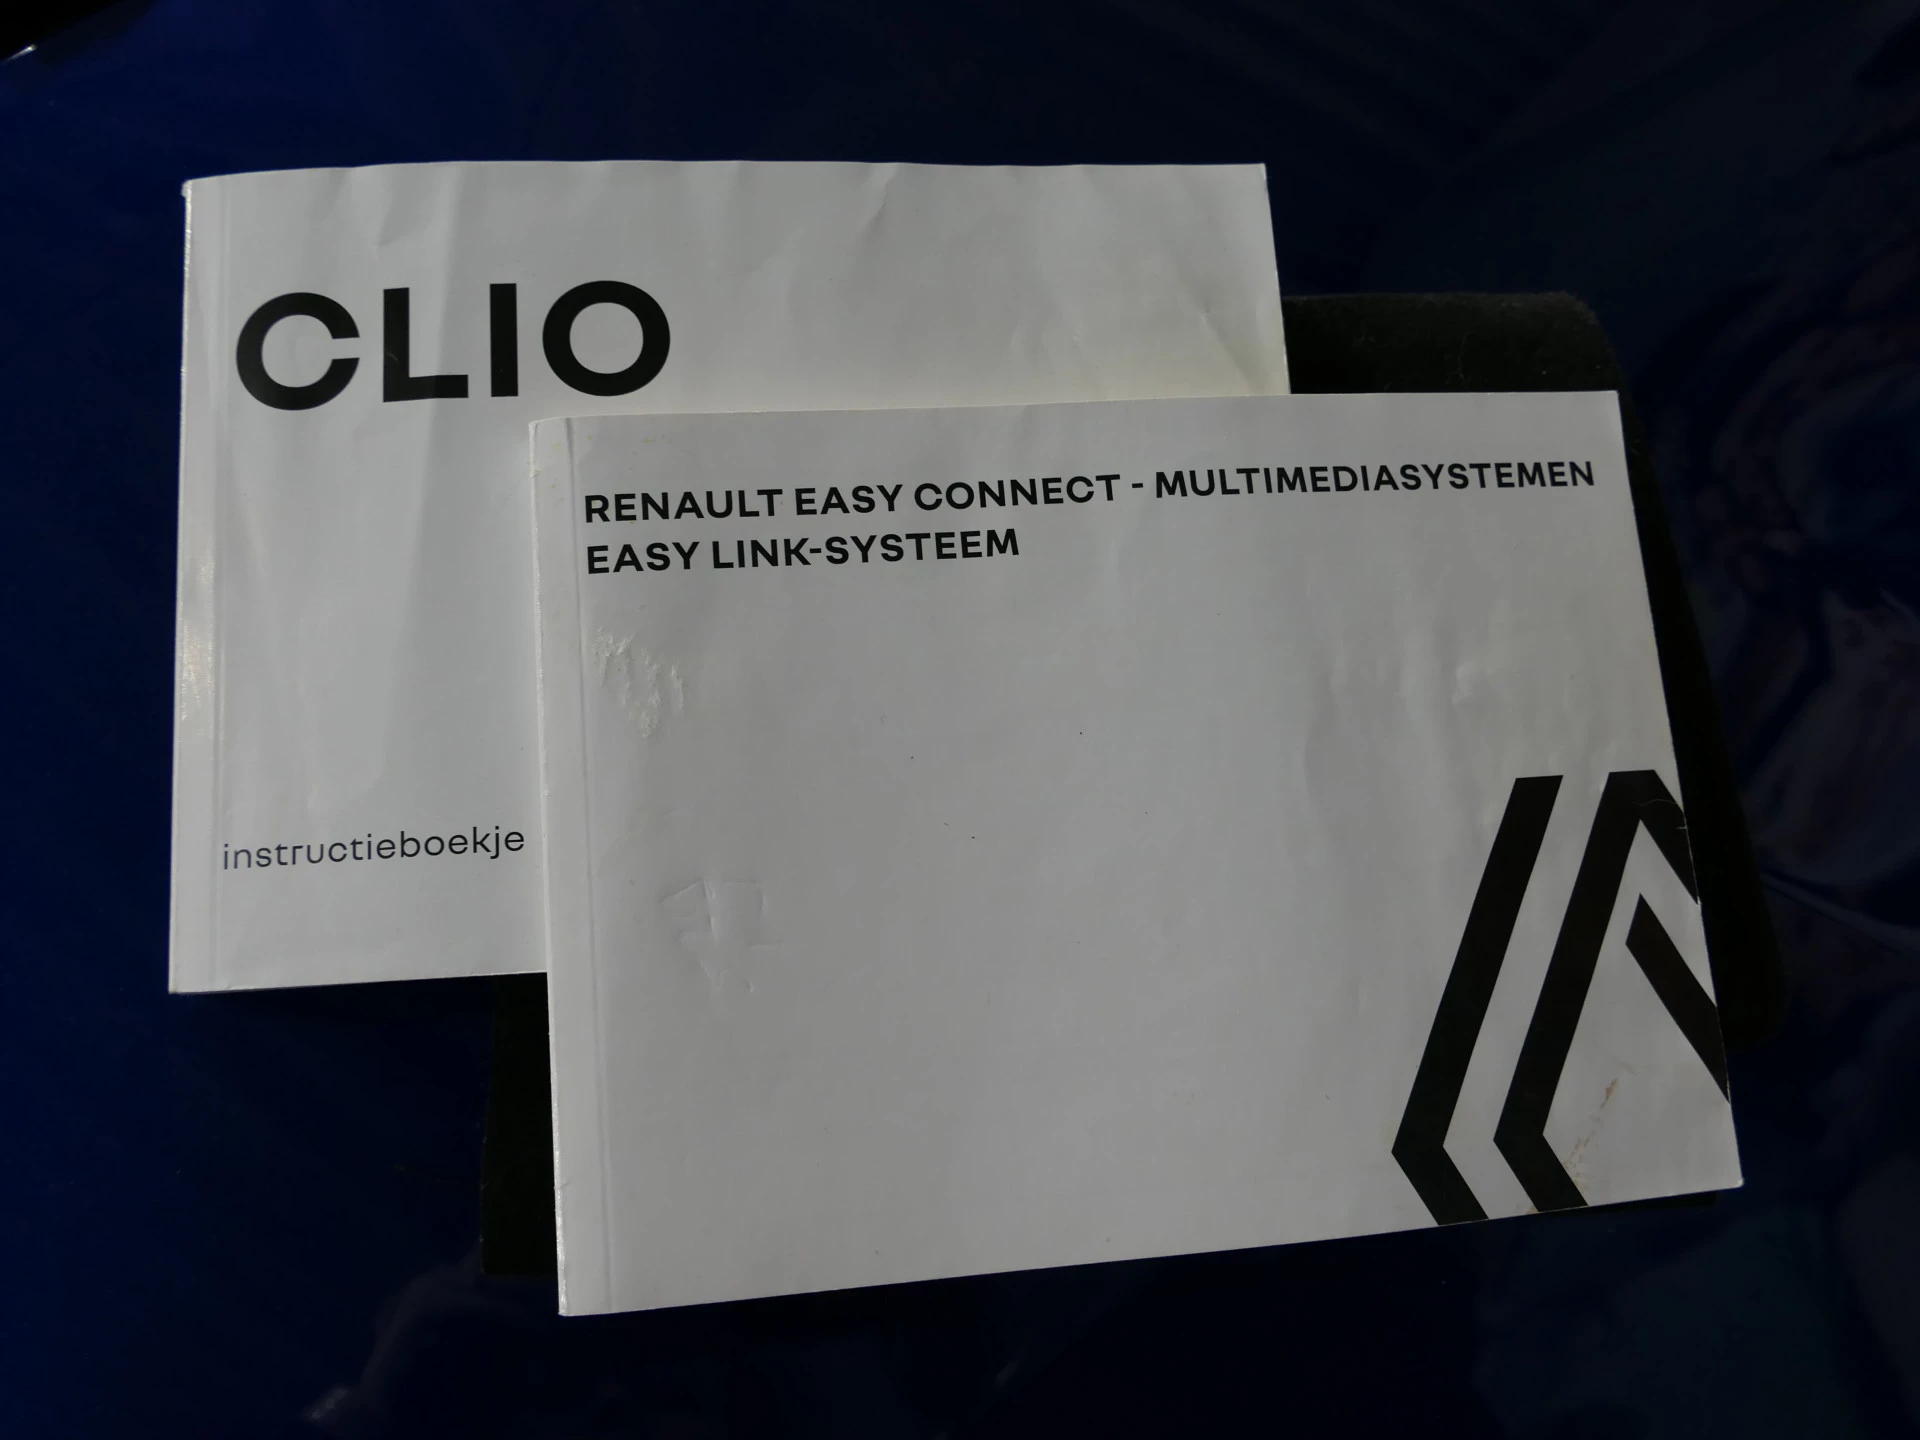 CLIO
instructieboekje
RENAULT EASY CONNECT - MULTIMEDIASYSTEMEN
EASY LINK-SYSTEEM